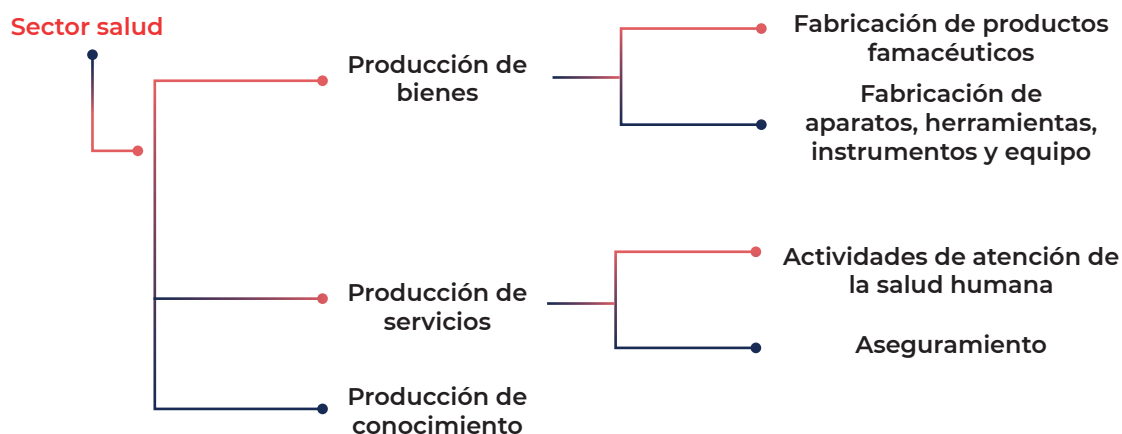 Sector salud
Producción de
bienes
Fabricación de productos
famacéuticos
Fabricación de
aparatos, herramientas,
instrumentos y equipo
Producción de
servicios
Actividades de atención de
la salud humana
Aseguramiento
Producción de
conocimiento